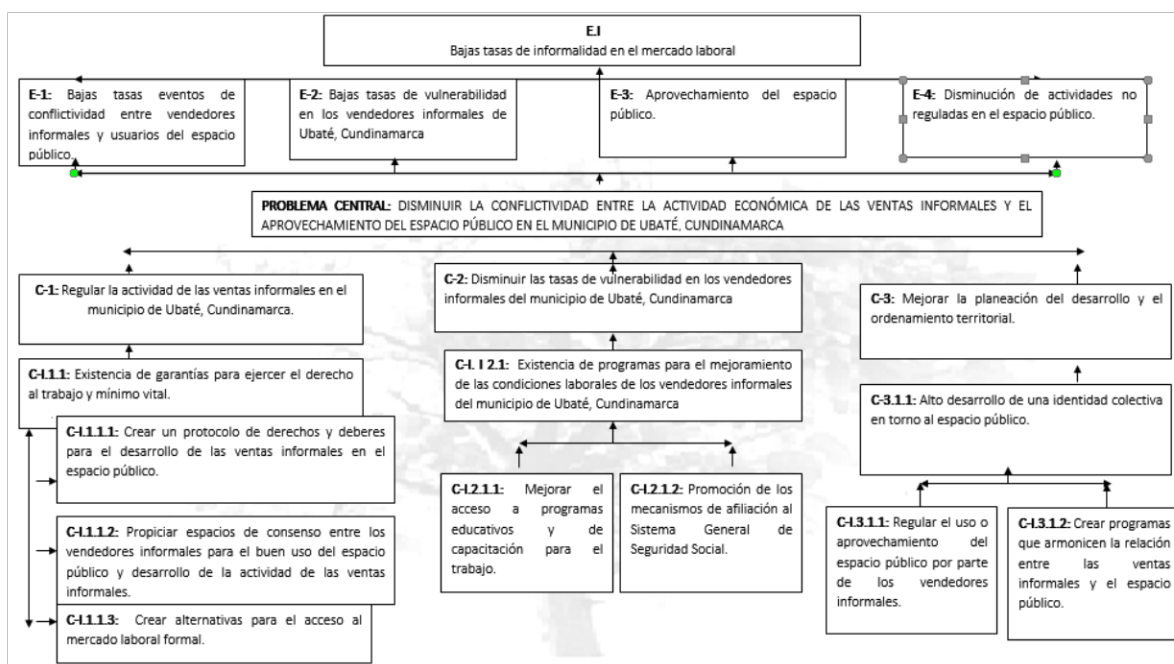 E.I
Bajas tasas de informalidad en el mercado laboral
E-1: Bajas tasas eventos de
conflictividad entre vendedores
informales y usuarios del espacio
público.
E-2: Bajas tasas de vulnerabilidad
en los vendedores informales de
Ubaté, Cundinamarca
E-3: Aprovechamiento del espacio
público.
E-4: Disminución de actividades no
reguladas en el espacio público.
PROBLEMA CENTRAL: DISMINUIR LA CONFLICTIVIDAD ENTRE LA ACTIVIDAD ECONÓMICA DE LAS VENTAS INFORMALES Y EL
APROVECHAMIENTO DEL ESPACIO PÚBLICO EN EL MUNICIPIO DE UBATÉ, CUNDINAMARCA
C-1: Regular la actividad de las ventas informales en el
municipio de Ubaté, Cundinamarca.
C-I.1.1: Existencia de garantías para ejercer el derecho
al trabajo y mínimo vital.
C-I.1.1.1: Crear un protocolo de derechos y deberes
para el desarrollo de las ventas informales en el
espacio público.
C-I.1.1.2: Propiciar espacios de consenso entre los
vendedores informales para el buen uso del espacio
público y desarrollo de la actividad de las ventas
informales.
C-I.1.1.3: Crear alternativas para el acceso al
mercado laboral formal.
C-2: Disminuir las tasas de vulnerabilidad en los vendedores
informales del municipio de Ubaté, Cundinamarca
C-I. I 2.1: Existencia de programas para el mejoramiento
de las condiciones laborales de los vendedores informales
del municipio de Ubaté, Cundinamarca
C-I.2.1.1: Mejorar el
acceso a programas
educativos y de
capacitación para el
trabajo.
C-I.2.1.2: Promoción de los
mecanismos de afiliación al
Sistema General de
Seguridad Social.
C-3: Mejorar la planeación del desarrollo y el
ordenamiento territorial.
C-3.1.1: Alto desarrollo de una identidad colectiva
en torno al espacio público.
C-I.3.1.1: Regular el uso o
aprovechamiento del
espacio público por parte
de los vendedores
informales.
C-I.3.1.2: Crear programas
que armonicen la relación
entre las ventas
informales y el espacio
público.